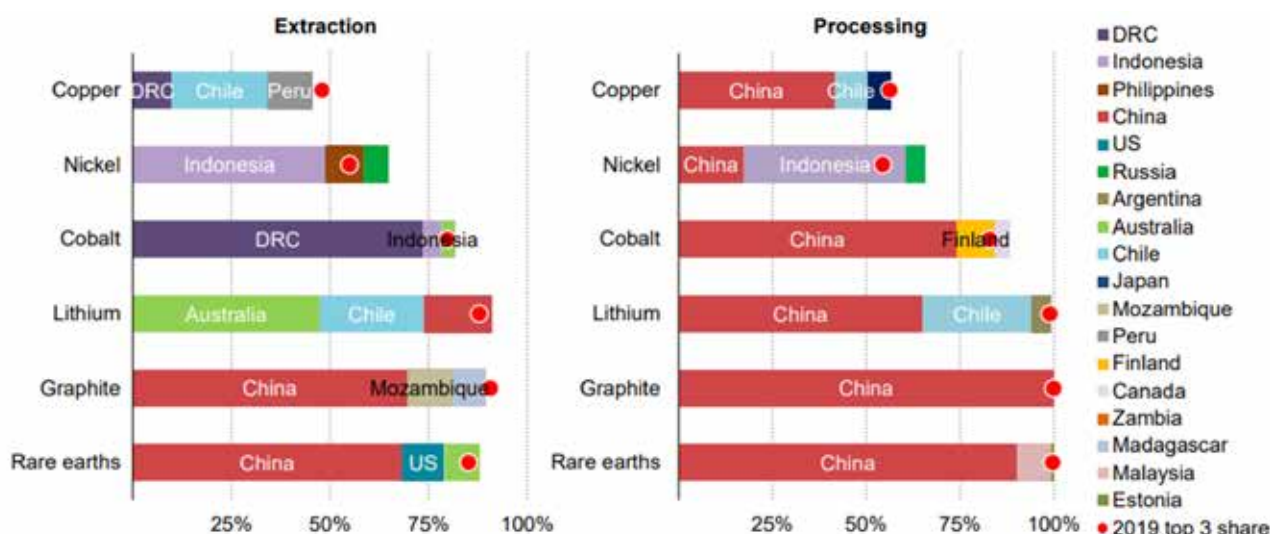 Extraction
Copper
DRC Chile Peru
Nickel
Indonesia
Cobalt
DRC Indonesia
Lithium
Australia Chile
Graphite
China Mozambique
Rare earths
China US
25% 50% 75% 100%
Processing
Copper
China Chile
Nickel
China Indonesia
Cobalt
China Finland
Lithium
China Chile
Graphite
China
Rare earths
China
25% 50% 75% 100%
DRC
Indonesia
Philippines
China
US
Russia
Argentina
Australia
Chile
Japan
Mozambique
Peru
Finland
Canada
Zambia
Madagascar
Malaysia
Estonia
2019 top 3 share